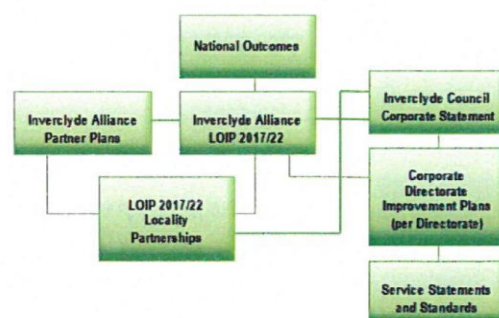 National Outcomes
Inverclyde Alliance
Partner Plans
Inverclyde Alliance
LOIP 2017/22
Inverclyde Council
Corporate Statement
LOIP 2017/22
Locality
Partnerships
Corporate
Directorate
Improvement Plans
(per Directorate)
Service Statements
and Standards